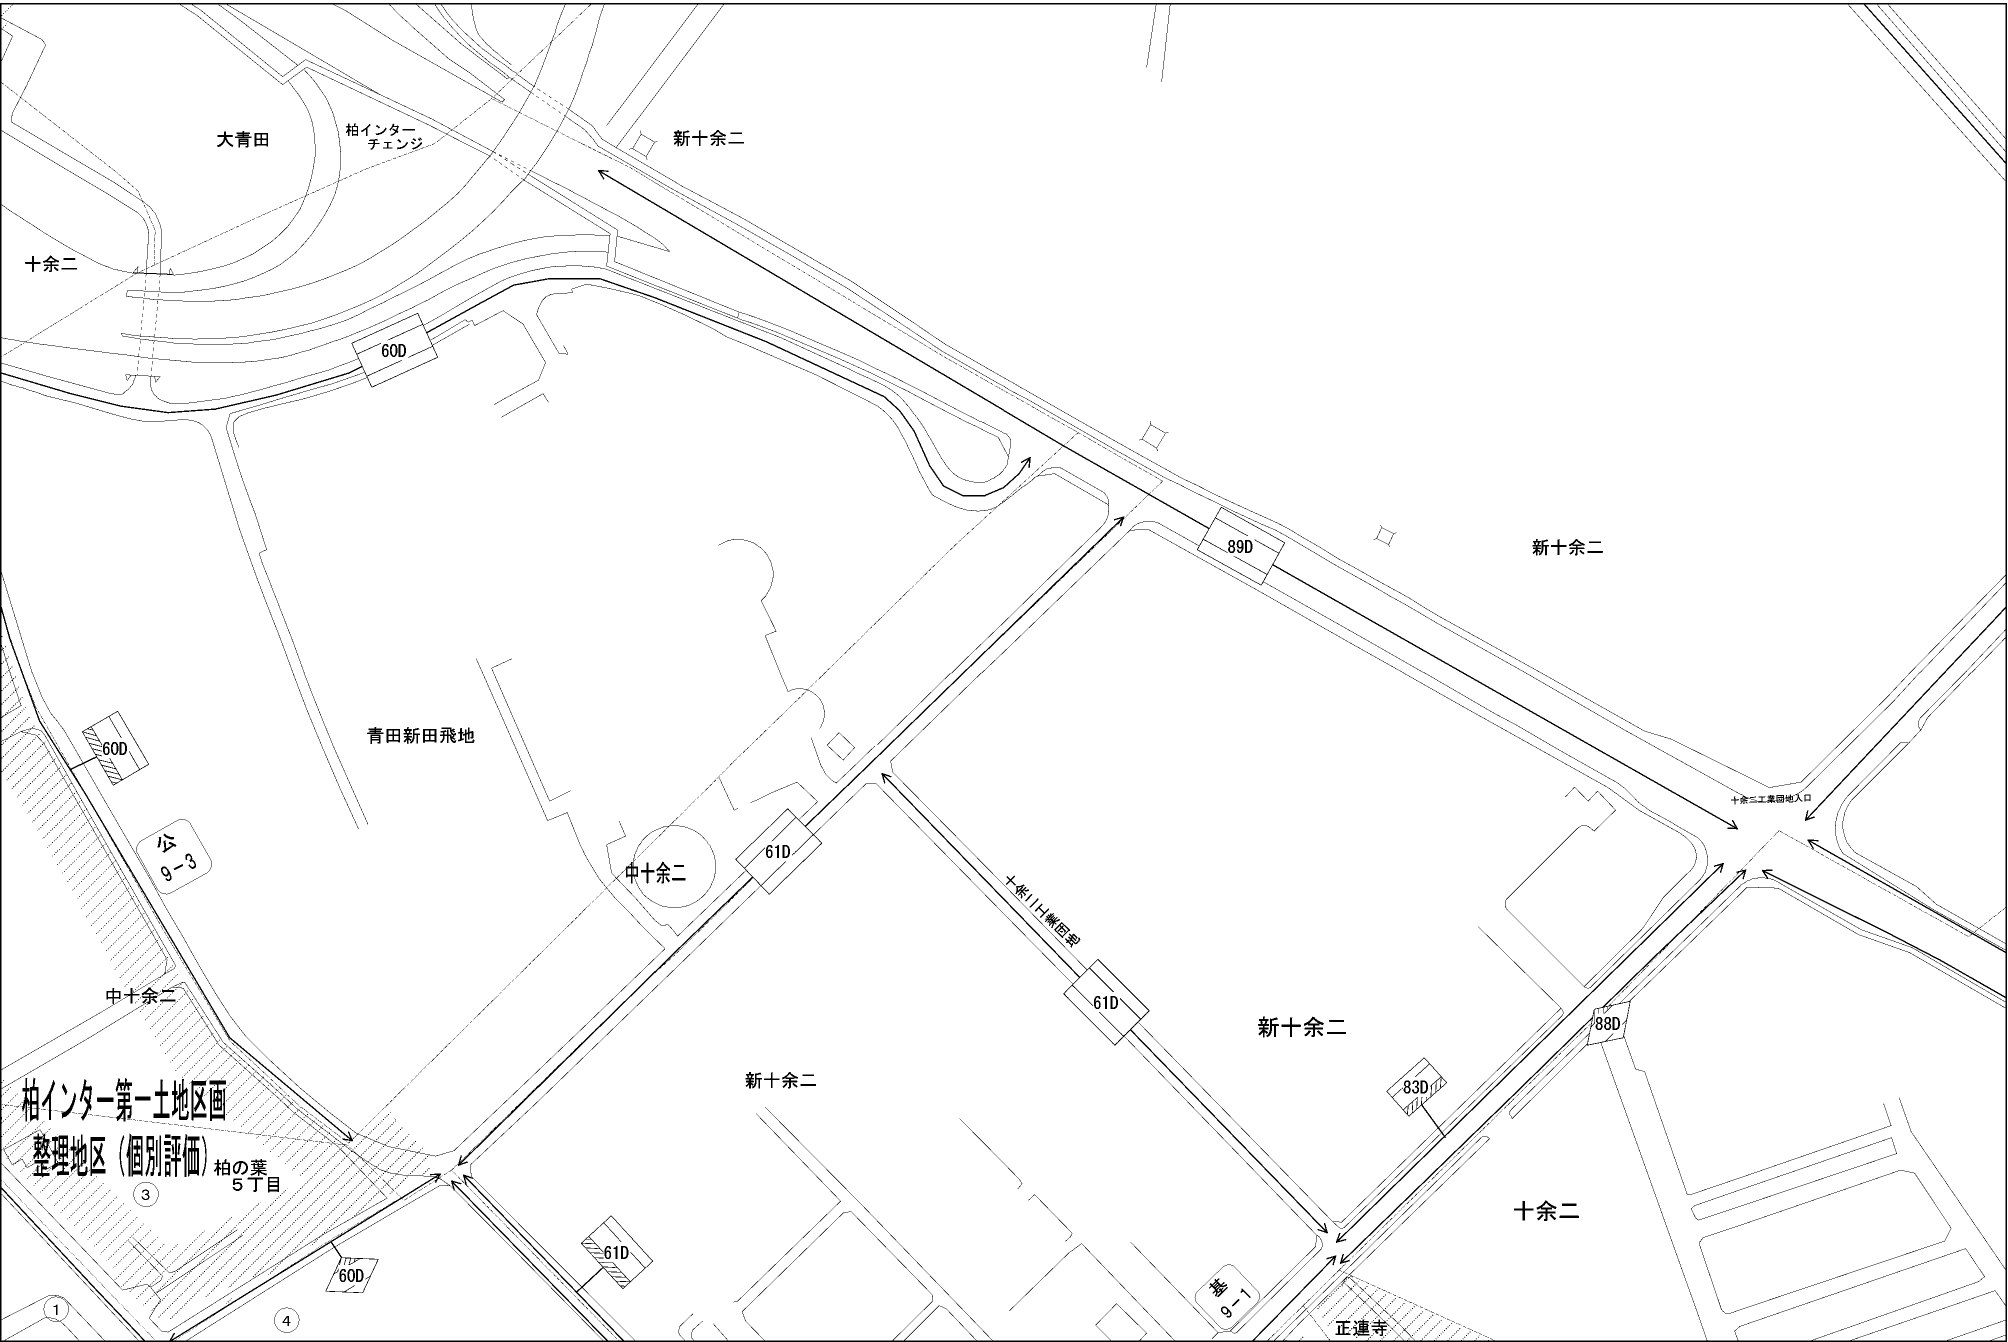 大青田
柏インター
チェンジ
新十余二
十余二
60D
89D
新十余二
青田新田飛地
60D
公
9-3
61D
中十余二
十余二工業団地入口
十余二工業団地
61D
中十余二
新十余二
88D
83D
新十余二
柏インター第一土地区画
整理地区（個別評価）
柏の葉
5丁目
3
十余二
61D
60D
基
9-1
1
4
正連寺